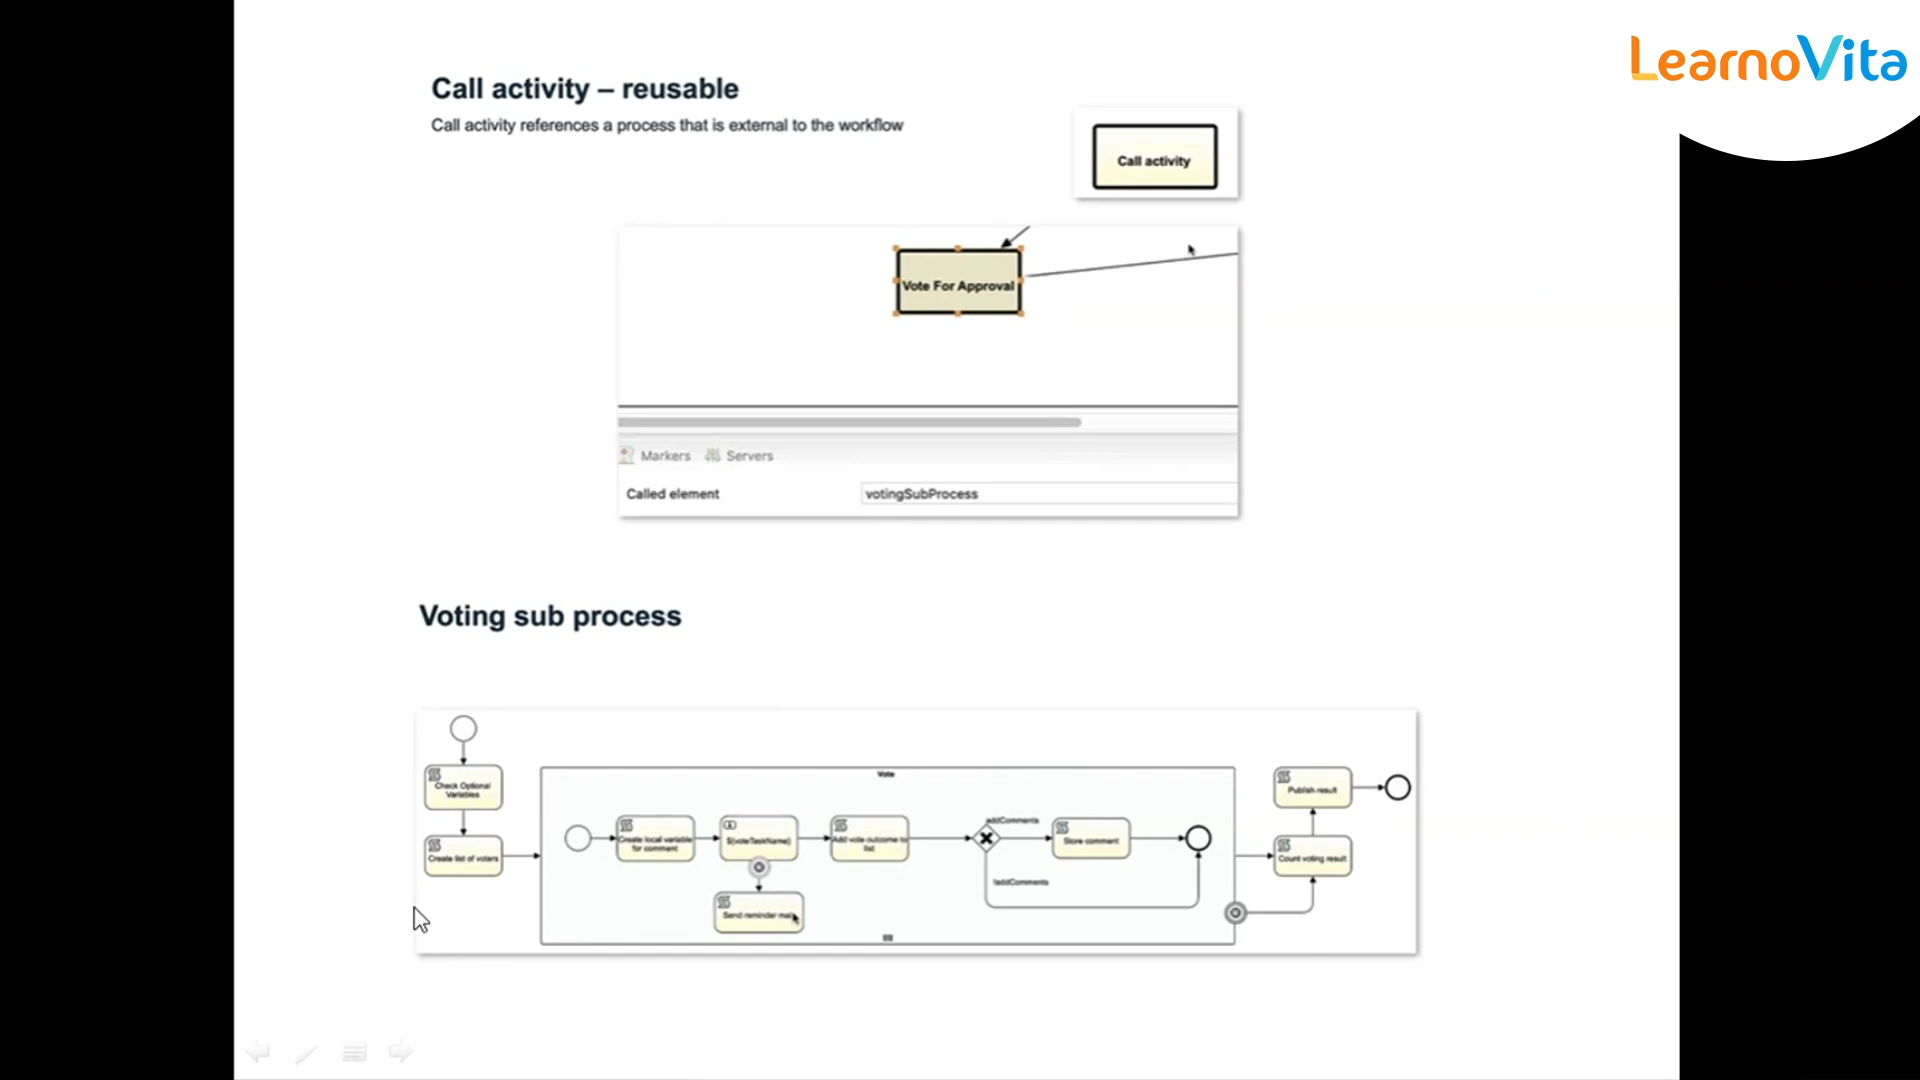 LearnoVita
Call activity – reusable
Call activity references a process that is external to the workflow
Call activity
Vote For Approval
Markers
Servers
Called element
votingSubProcess
Voting sub process
Check Optional
Variables
Create list of voters
Vote
Create local variable
for comment
${voteTaskName}
Add vote outcome to
list
Send reminder mail
addComments
!addComments
Store comment
Publish result
Count voting result